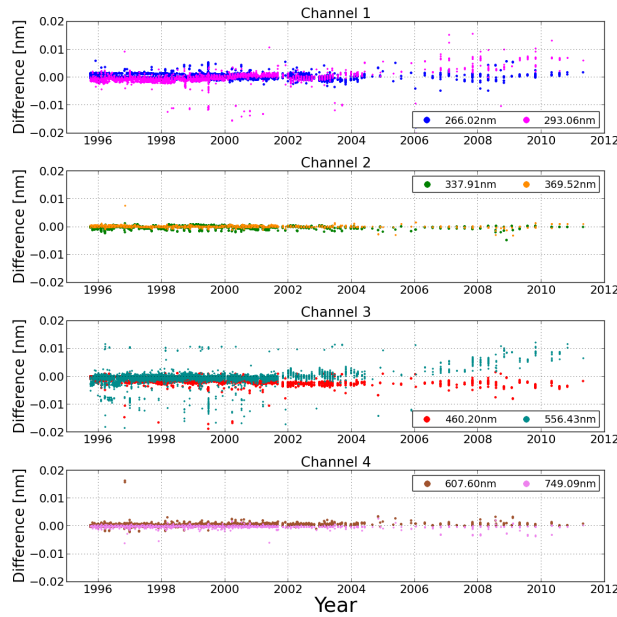 Channel 1
Difference [nm]
0.02
0.01
0.00
−0.01
−0.02
266.02nm 293.06nm
1996 1998 2000 2002 2004 2006 2008 2010 2012
Channel 2
Difference [nm]
0.02
337.91nm 369.52nm
0.01
0.00
−0.01
−0.02
1996 1998 2000 2002 2004 2006 2008 2010 2012
Channel 3
Difference [nm]
0.02
0.01
0.00
−0.01
460.20nm 556.43nm
−0.02
1996 1998 2000 2002 2004 2006 2008 2010 2012
Channel 4
Difference [nm]
0.02
607.60nm 749.09nm
0.01
0.00
−0.01
−0.02
1996 1998 2000 2002 2004 2006 2008 2010 2012
Year